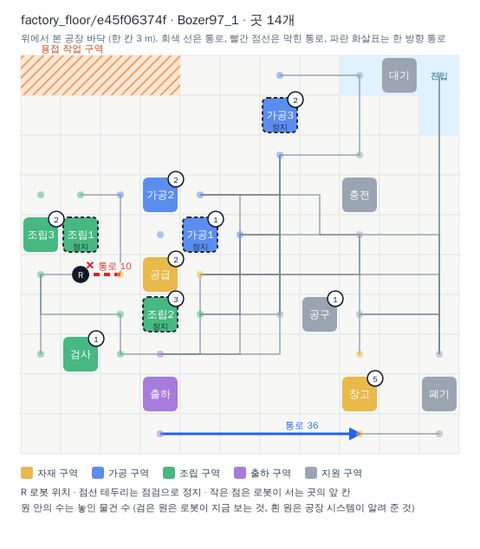 factory_floor/e45f06374f · Bozer97_1 · 곳 14개
위에서 본 공장 바닥 (한 칸 3 m). 회색 선은 통로, 빨간 점선은 막힌 통로, 파란 화살표는 한 방향 통로
용접 작업 구역
대기
2
가공3
정지
2
가공2
충전
2
조립3
조립1
정지
1
가공1
정지
R
✕ 통로 10
2
공급
3
조립2
정지
1
공구
1
검사
출하
5
창고
폐기
통로 36
자재 구역
가공 구역
조립 구역
출하 구역
지원 구역
R 로봇 위치 · 점선 테두리는 점검으로 정지 · 작은 점은 로봇이 서는 곳의 앞 칸
원 안의 수는 놓인 물건 수 (검은 원은 로봇이 지금 보는 것, 흰 원은 공장 시스템이 알려 준 것)